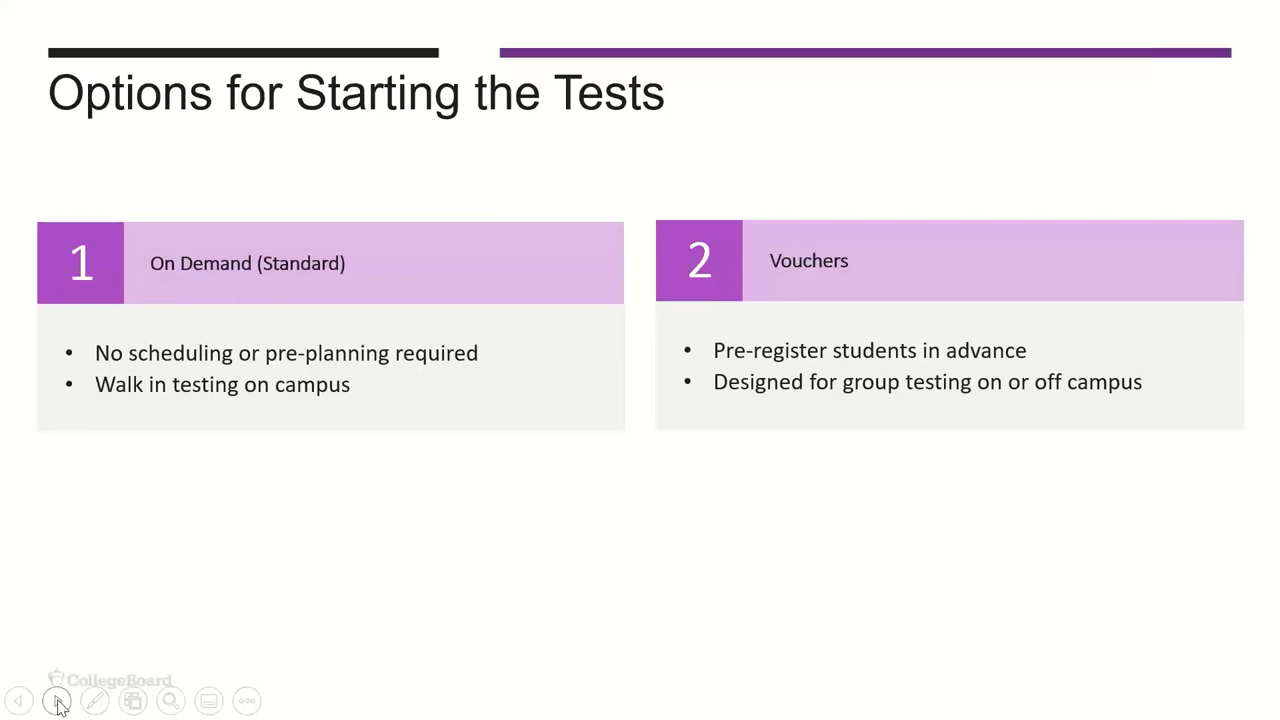 Options for Starting the Tests
1
On Demand (Standard)
• No scheduling or pre-planning required
• Walk in testing on campus
2
Vouchers
• Pre-register students in advance
• Designed for group testing on or off campus
CollegeBoard